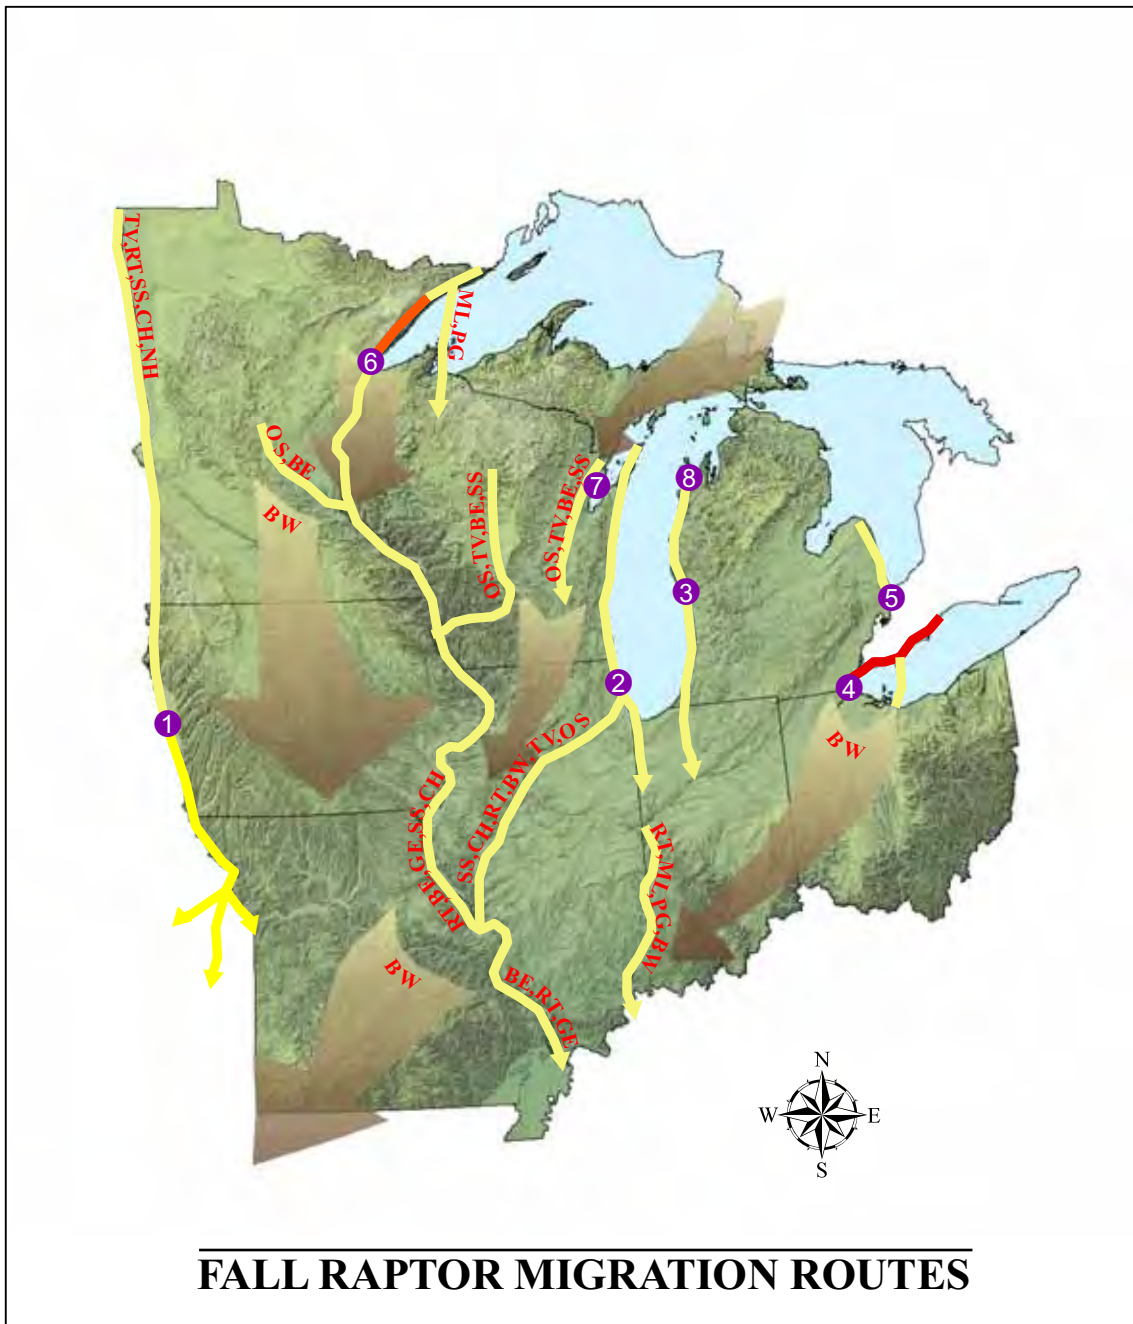 TV,RT,SS,CH,NH
ML,PG
6
O,S,BE
BW
OS,TV,BE,SS
OS,TV,BE,SS
7
8
3
5
2
4
1
BW
SS,CH,RT,BW,TV,OS
RT,BE,GE,SS,CH
RT,ML,PG,BW
BW
BE,RT,GE
N
W
E
S
FALL RAPTOR MIGRATION ROUTES